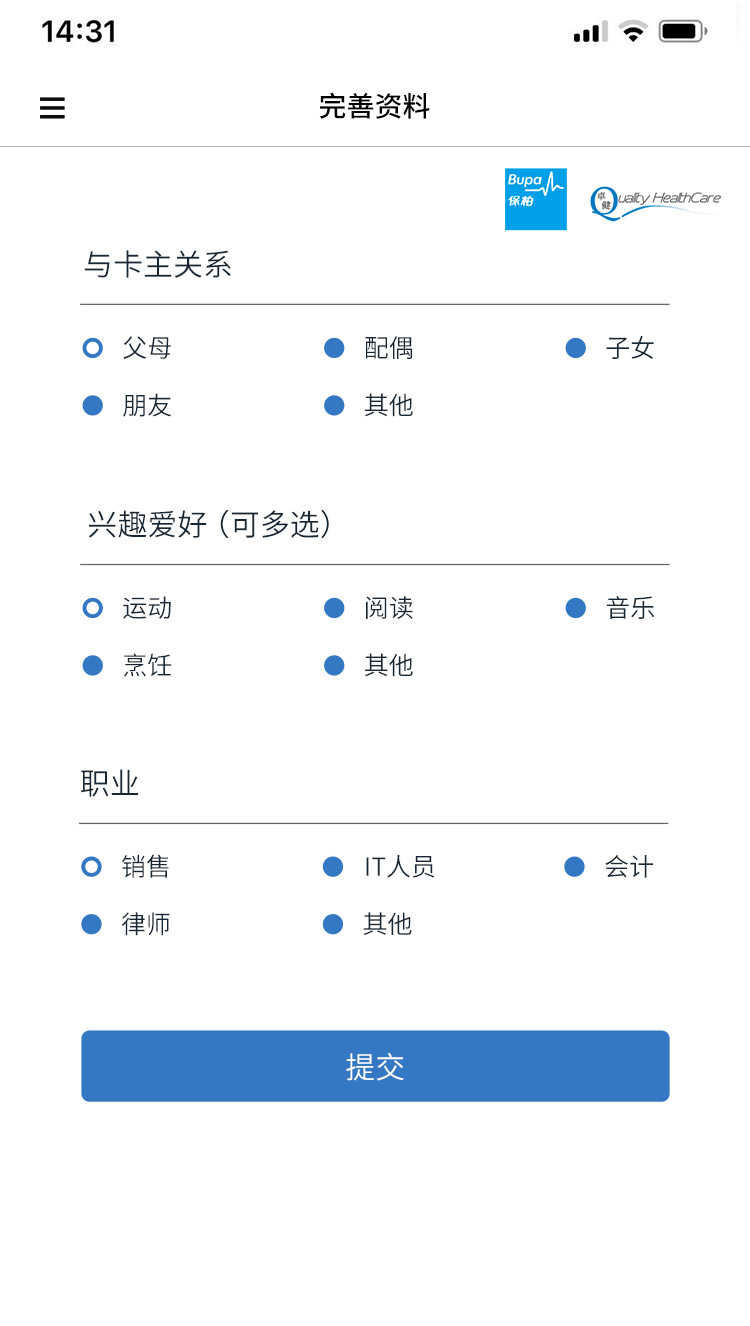 14:31
完善资料
Bupa
保柏
卓健 Quality HealthCare
与卡主关系
父母 配偶 子女
朋友 其他
兴趣爱好（可多选）
运动 阅读 音乐
烹饪 其他
职业
销售 IT人员 会计
律师 其他
提交